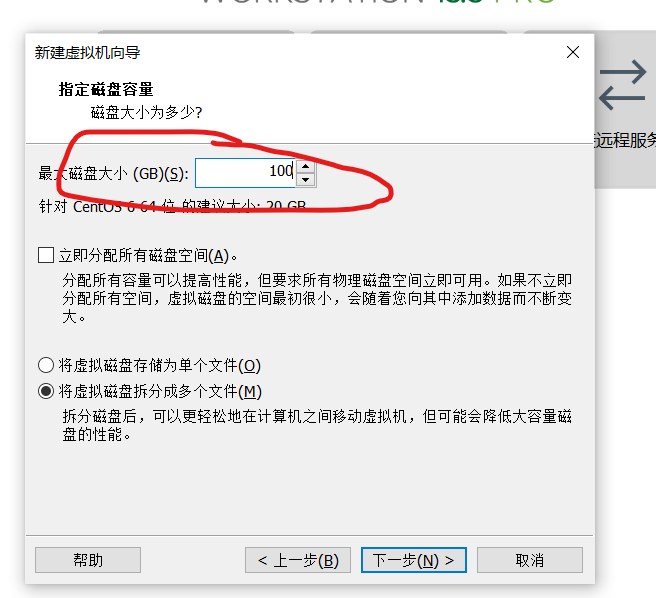 WORKSTATION 15.5 PRO
新建虚拟机向导
指定磁盘容量
磁盘大小为多少?
最大磁盘大小 (GB)(S): 100
针对 CentOS 6 64 位 的建议大小: 20 GB
立即分配所有磁盘空间(A)。
分配所有容量可以提高性能，但要求所有物理磁盘空间立即可用。如果不立即
分配所有空间，虚拟磁盘的空间最初很小，会随着您向其中添加数据而不断变
大。
将虚拟磁盘存储为单个文件(O)
将虚拟磁盘拆分成多个文件(M)
拆分磁盘后，可以更轻松地在计算机之间移动虚拟机，但可能会降低大容量磁
盘的性能。
帮助
< 上一步(B)
下一步(N) >
取消
远程服务